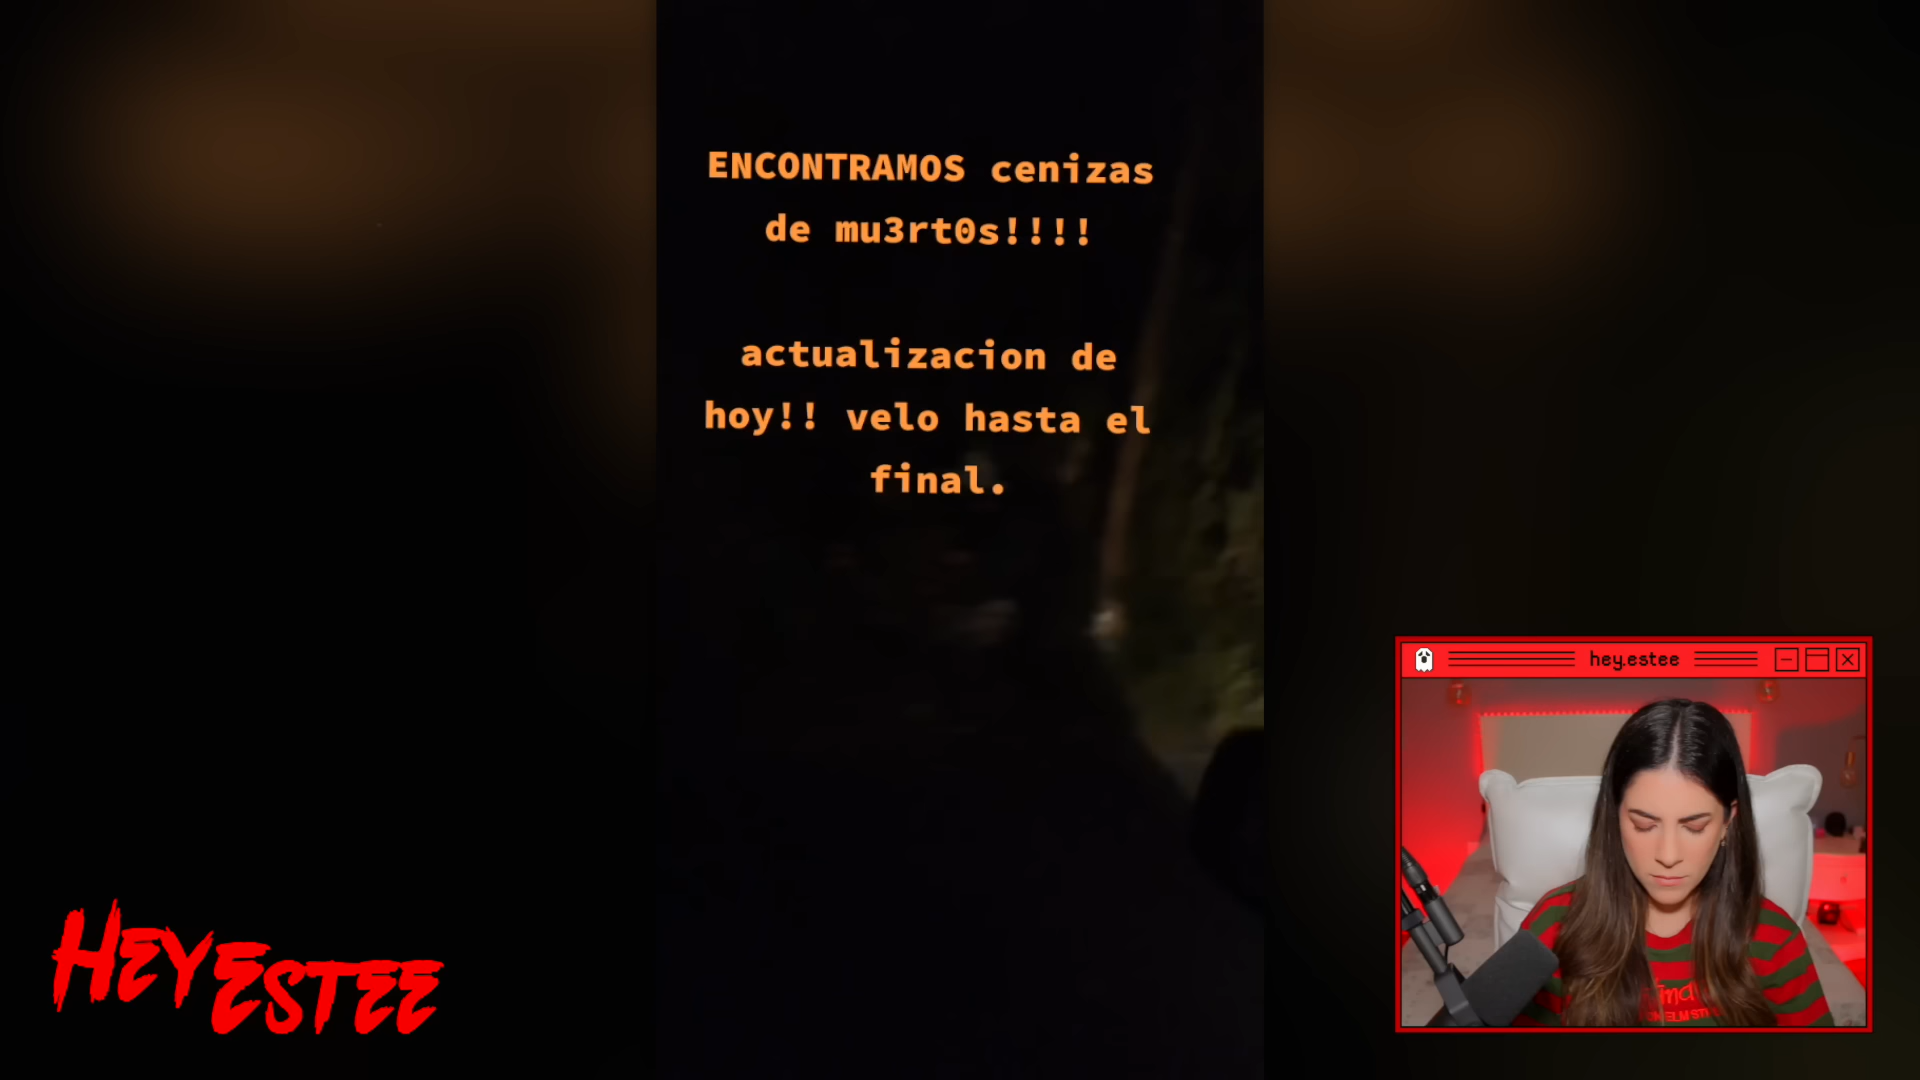 ENCONTRAMOS cenizas
de mu3rt0s!!!!
actualizacion de
hoy!! velo hasta el
final.
hey.estee
HEYESTEE